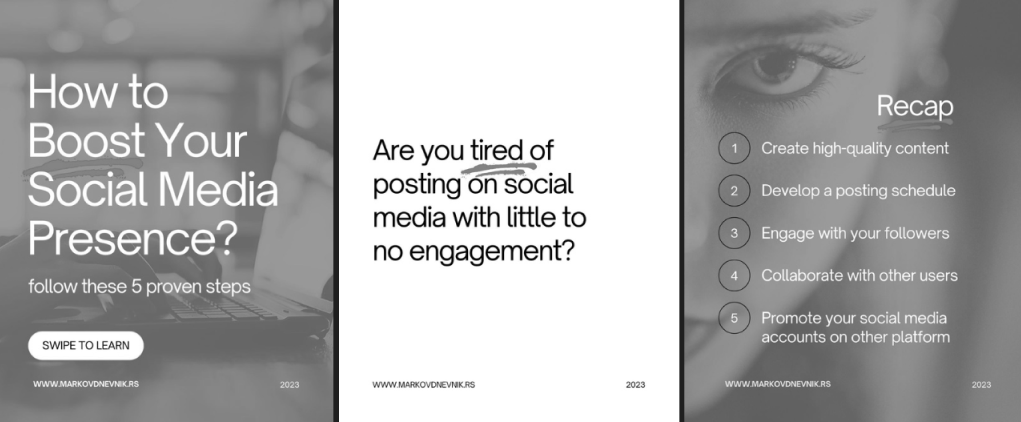 How to
Boost Your
Social Media
Presence?
follow these 5 proven steps
SWIPE TO LEARN
WWW.MARKOVDNEVNIK.RS
2023
Are you tired of
posting on social
media with little to
no engagement?
WWW.MARKOVDNEVNIK.RS
2023
Recap
1 Create high-quality content
2 Develop a posting schedule
3 Engage with your followers
4 Collaborate with other users
5 Promote your social media
accounts on other platform
WWW.MARKOVDNEVNIK.RS
2023